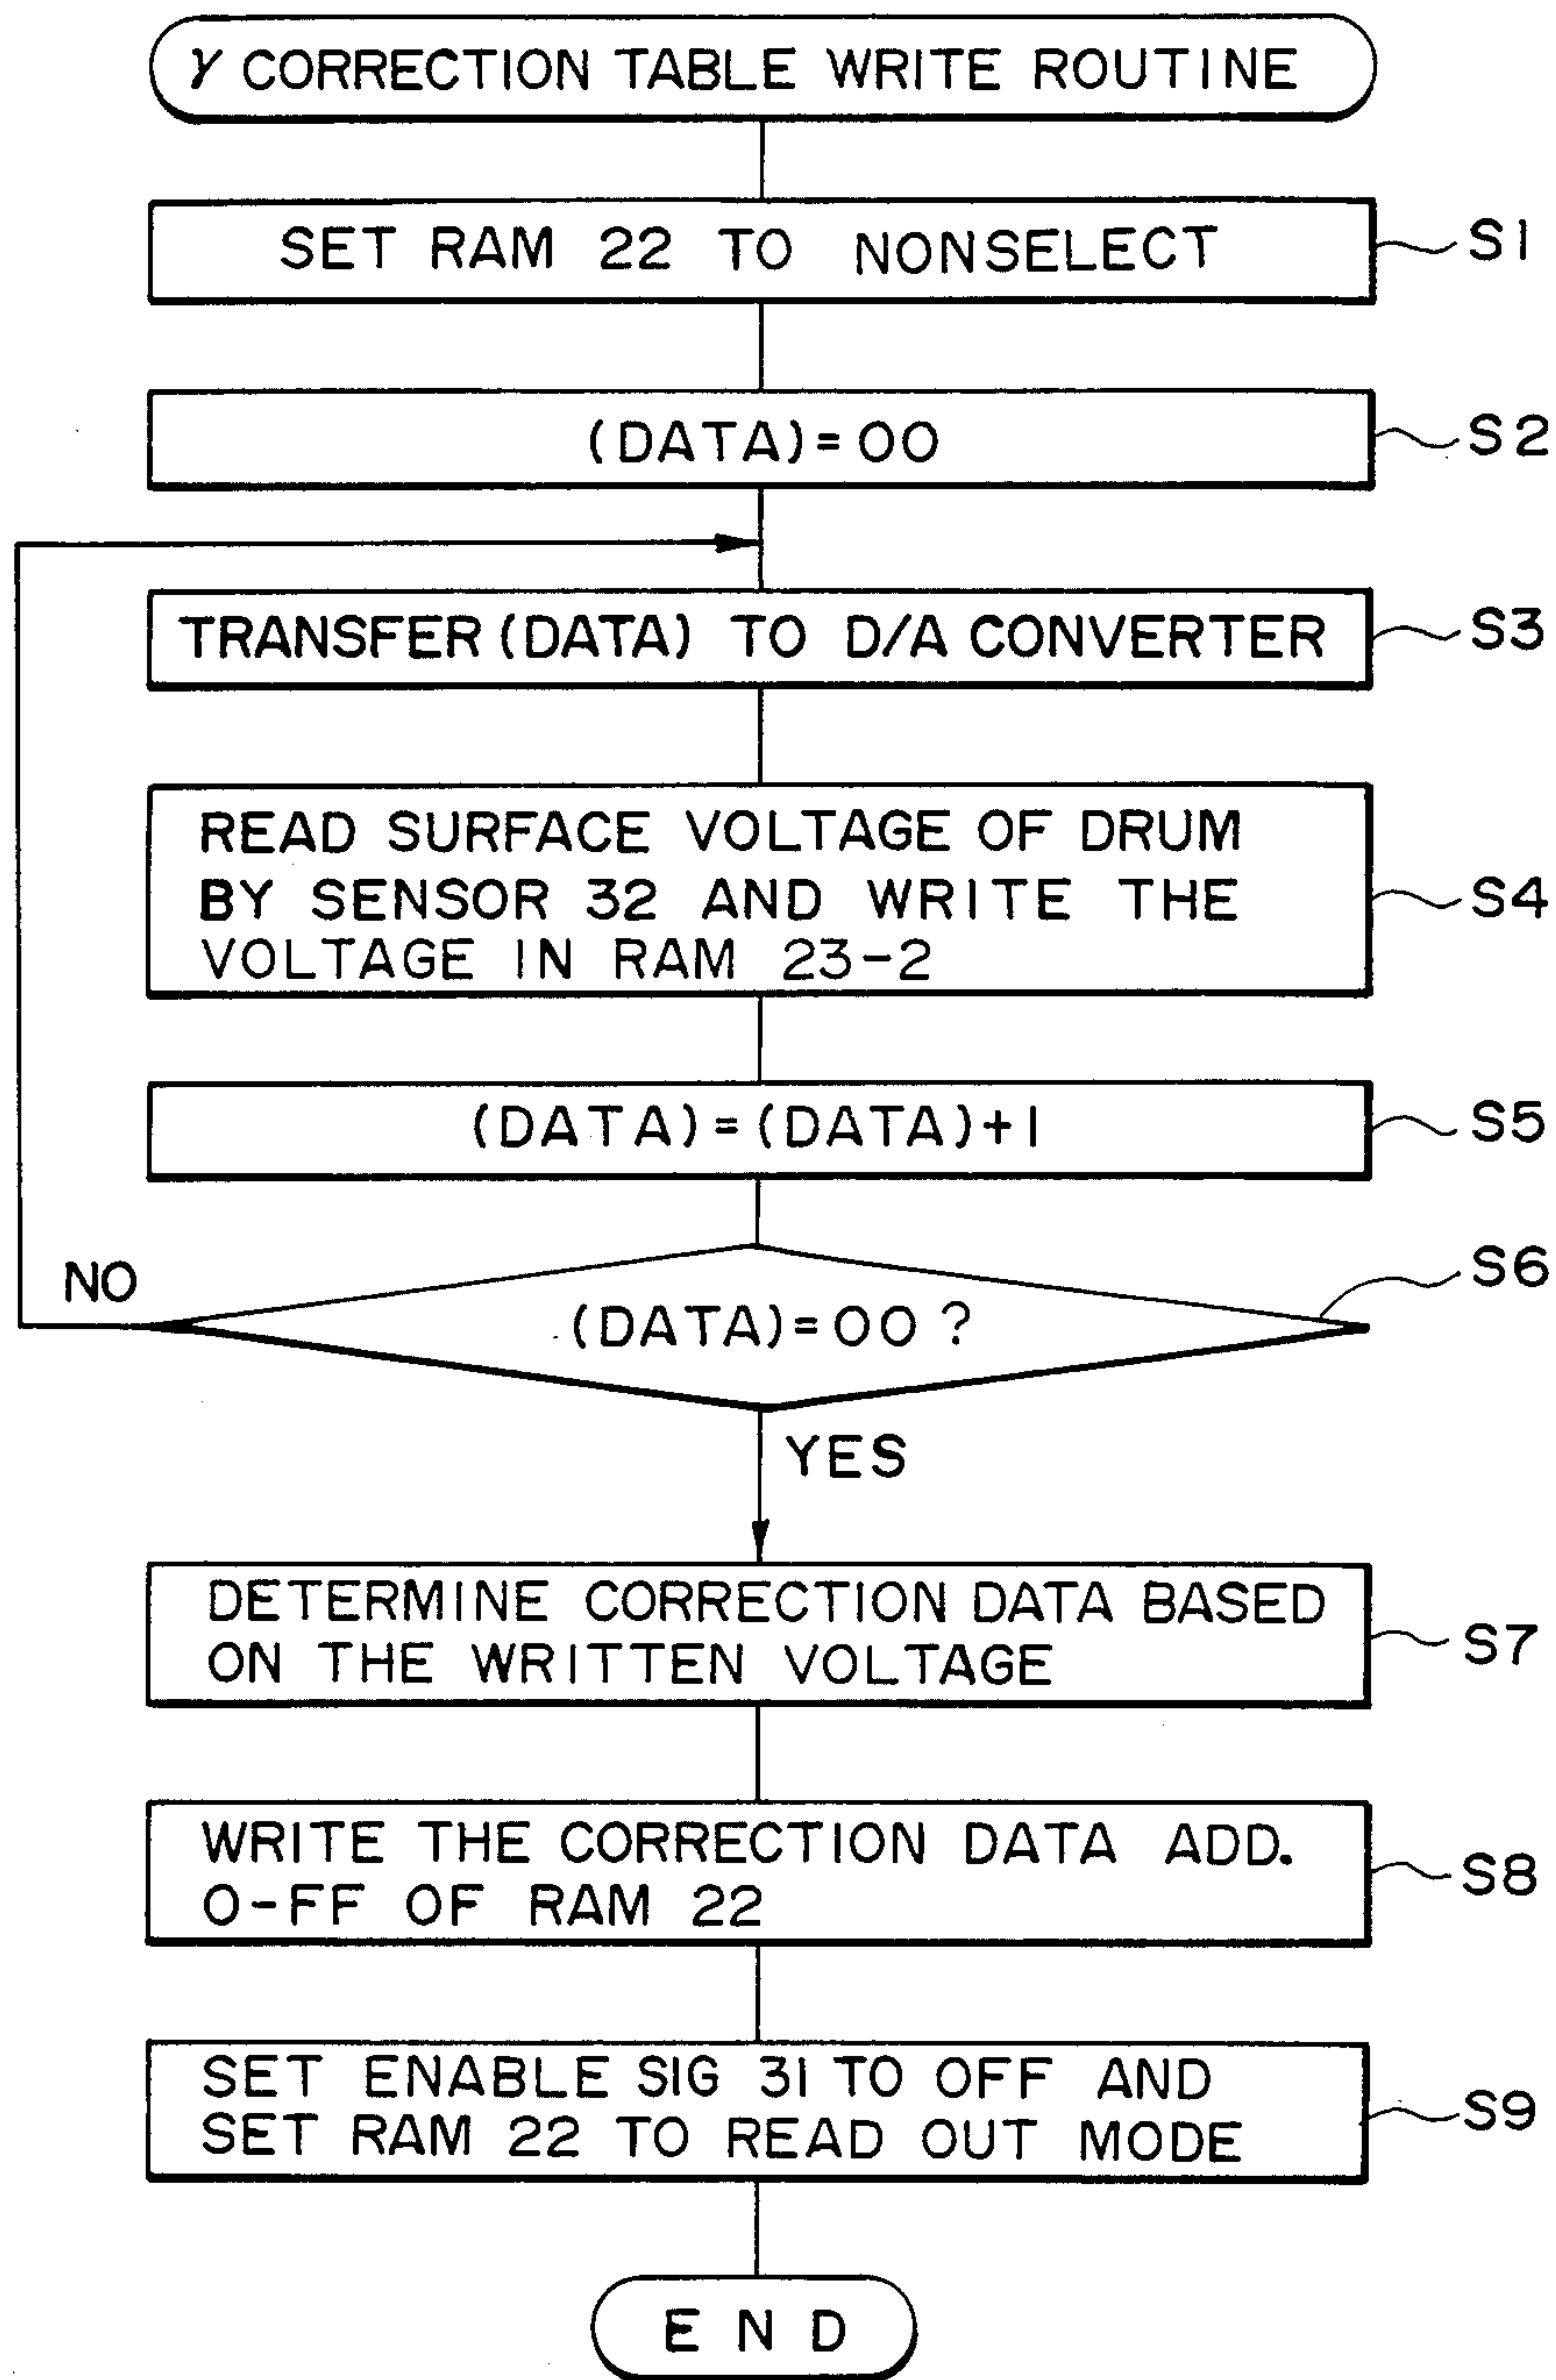 γ CORRECTION TABLE WRITE ROUTINE
SET RAM 22 TO NONSELECT
S1
(DATA)=00
S2
TRANSFER (DATA) TO D/A CONVERTER
S3
READ SURFACE VOLTAGE OF DRUM
BY SENSOR 32 AND WRITE THE
VOLTAGE IN RAM 23-2
S4
(DATA)=(DATA)+1
S5
NO
(DATA)=00 ?
S6
YES
DETERMINE CORRECTION DATA BASED
ON THE WRITTEN VOLTAGE
S7
WRITE THE CORRECTION DATA ADD.
0-FF OF RAM 22
S8
SET ENABLE SIG 31 TO OFF AND
SET RAM 22 TO READ OUT MODE
S9
END